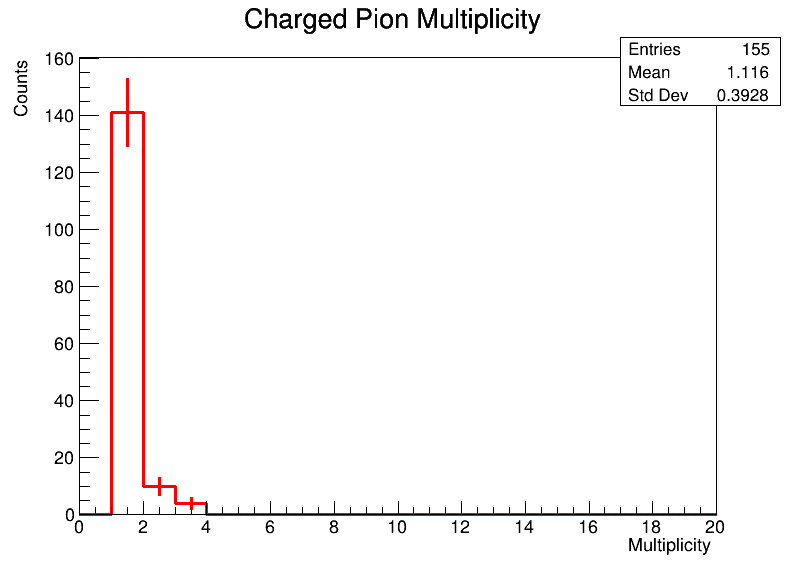 Charged Pion Multiplicity
Entries 155
Mean 1.116
Std Dev 0.3928
Counts
160
140
120
100
80
60
40
20
0
0 2 4 6 8 10 12 14 16 18 20
Multiplicity